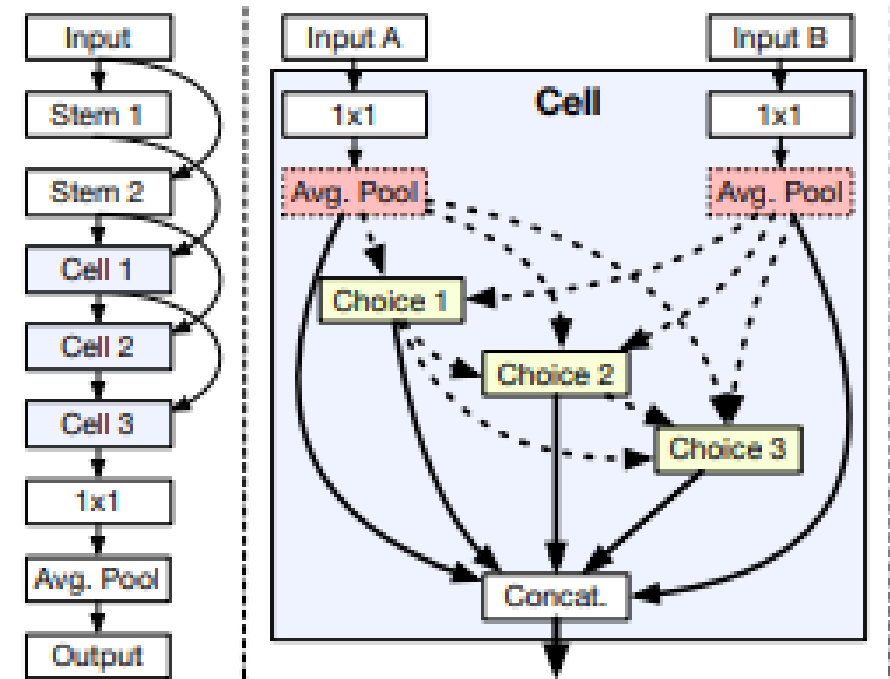 Input
Stem 1
Stem 2
Cell 1
Cell 2
Cell 3
1x1
Avg. Pool
Output
Input A
Input B
Cell
1x1
1x1
Avg. Pool
Avg. Pool
Choice 1
Choice 2
Choice 3
Concat.